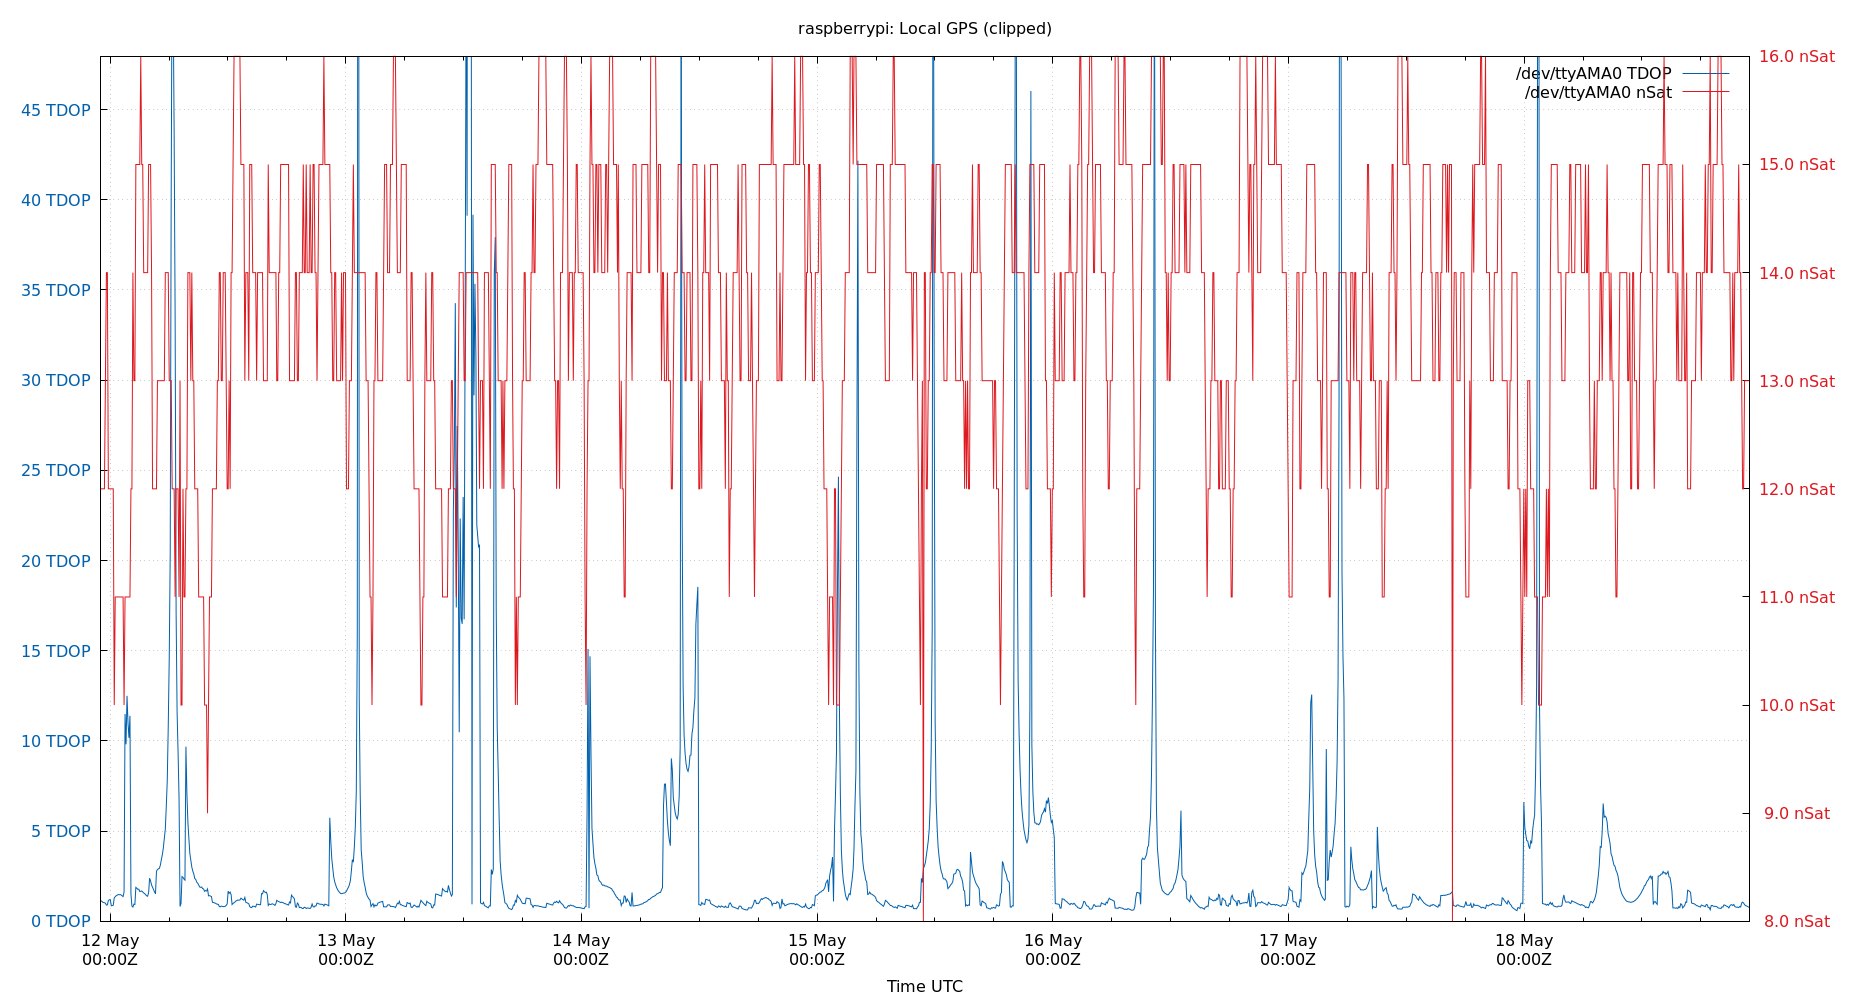 raspberrypi: Local GPS (clipped)
/dev/ttyAMA0 TDOP
/dev/ttyAMA0 nSat
45 TDOP
40 TDOP
35 TDOP
30 TDOP
25 TDOP
20 TDOP
15 TDOP
10 TDOP
5 TDOP
0 TDOP
16.0 nSat
15.0 nSat
14.0 nSat
13.0 nSat
12.0 nSat
11.0 nSat
10.0 nSat
9.0 nSat
8.0 nSat
12 May
00:00Z
13 May
00:00Z
14 May
00:00Z
15 May
00:00Z
16 May
00:00Z
17 May
00:00Z
18 May
00:00Z
Time UTC